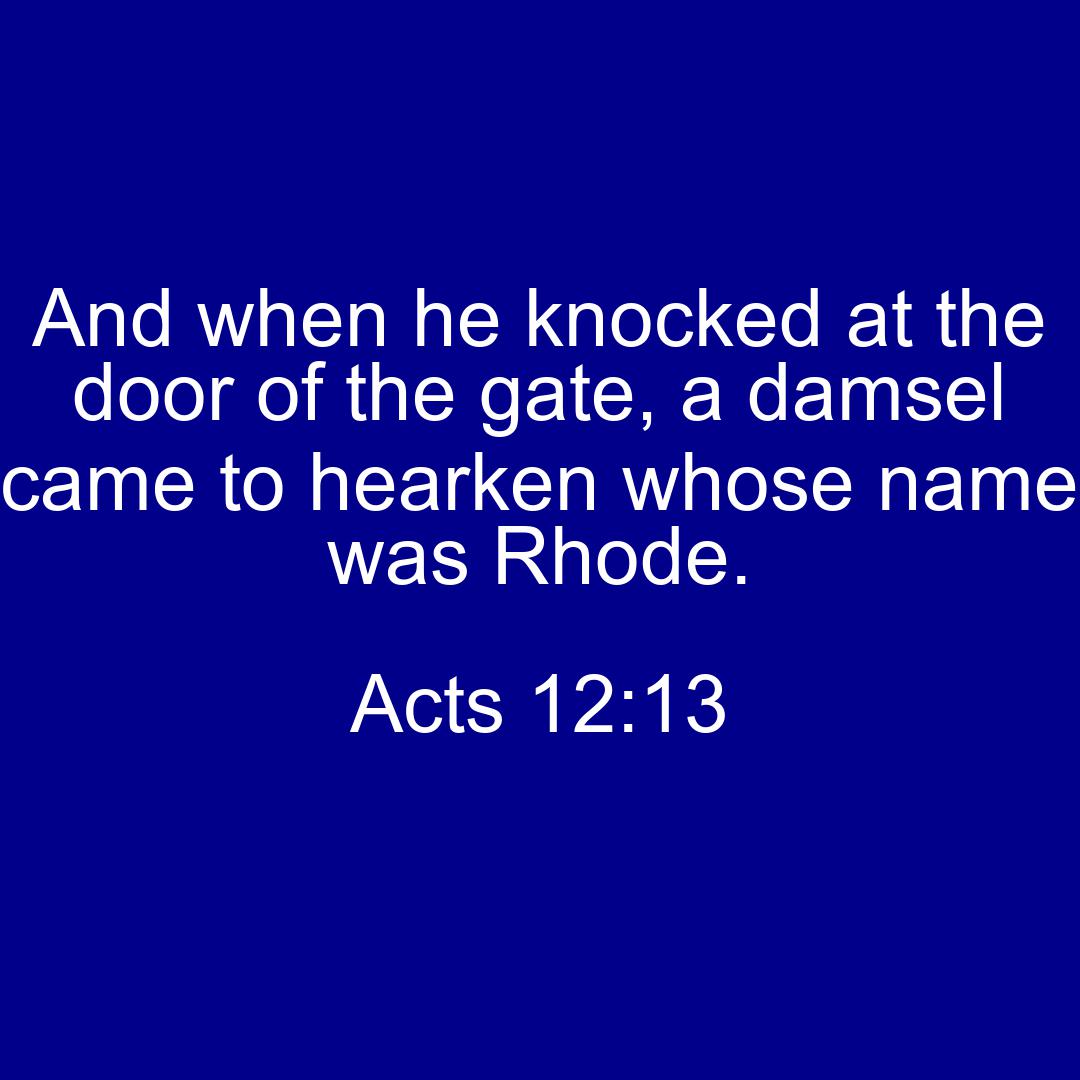 And when he knocked at the
door of the gate, a damsel
came to hearken whose name
was Rhode.
Acts 12:13